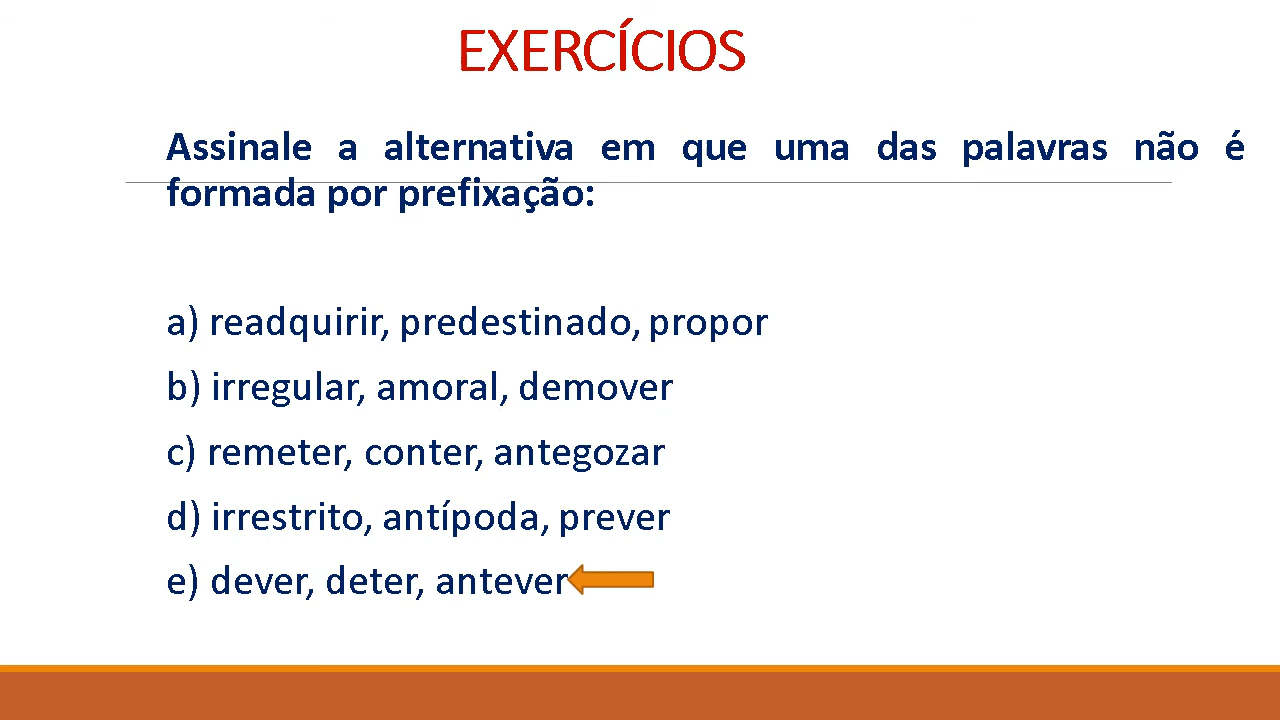 EXERCÍCIOS
Assinale a alternativa em que uma das palavras não é
formada por prefixação:
a) readquirir, predestinado, propor
b) irregular, amoral, demover
c) remeter, conter, antegozar
d) irrestrito, antípoda, prever
e) dever, deter, antever